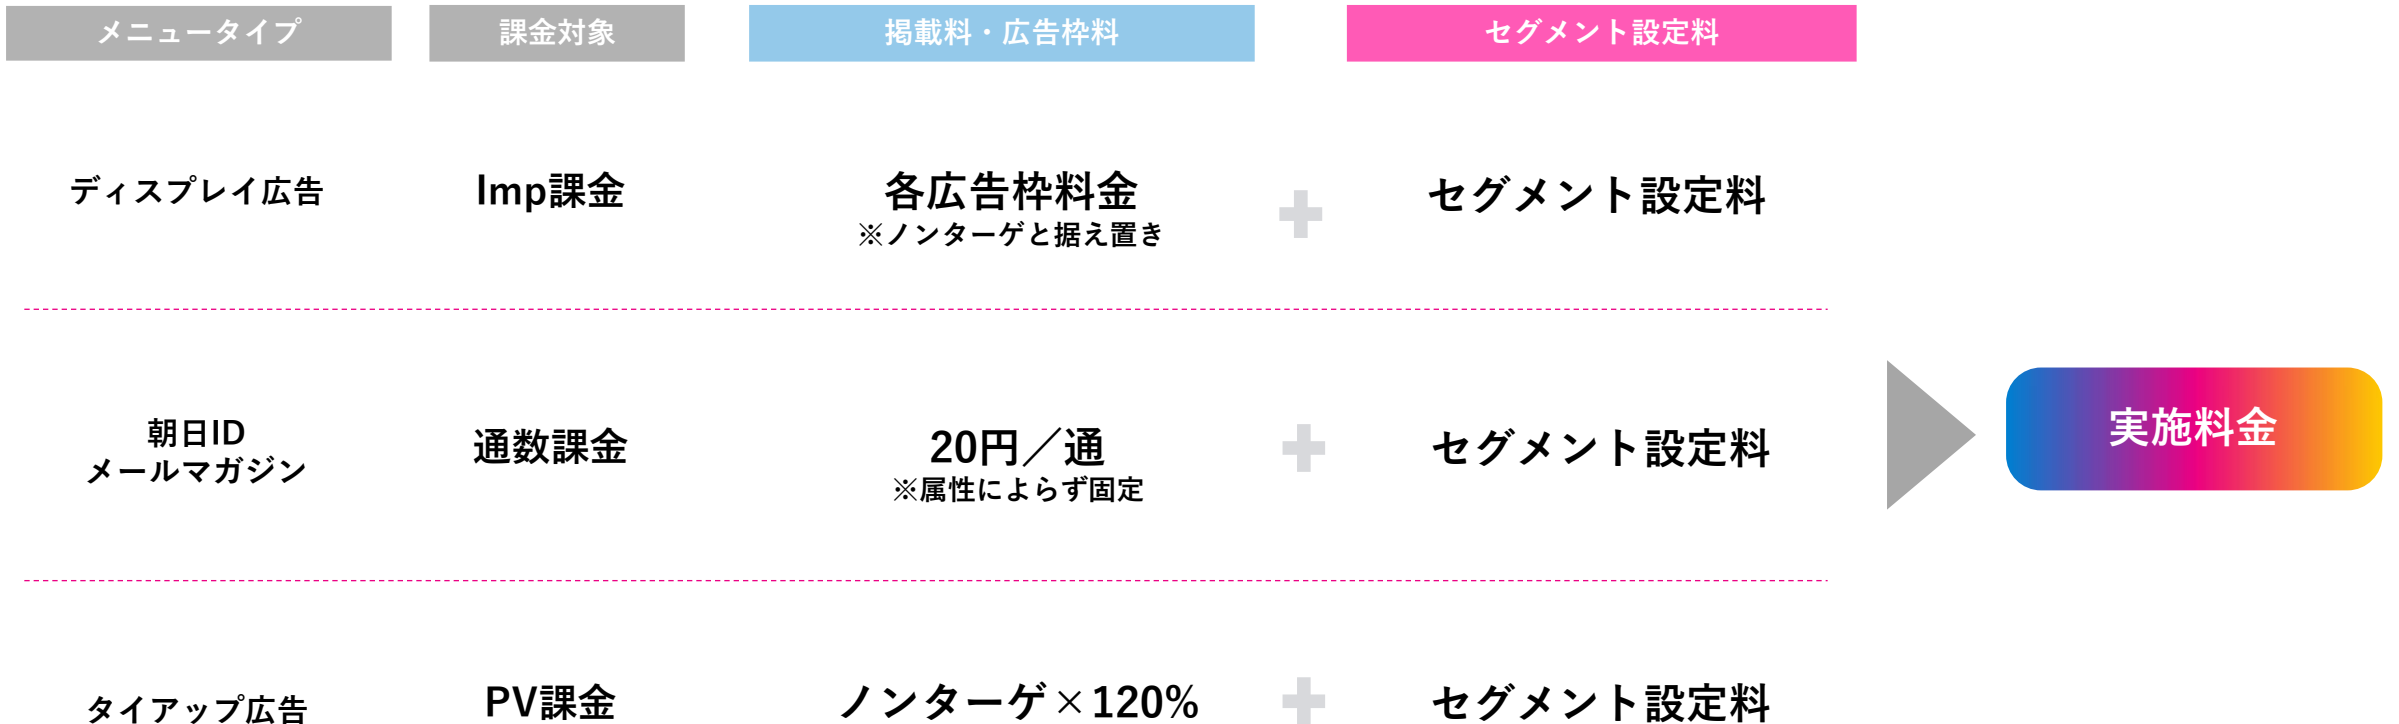 メニュータイプ
課金対象
掲載料・広告枠料
セグメント設定料
ディスプレイ広告
Imp課金
各広告枠料金
※ノンターゲと据え置き
セグメント設定料
朝日ID
メールマガジン
通数課金
20円／通
※属性によらず固定
セグメント設定料
実施料金
タイアップ広告
PV課金
ノンターゲ×120%
セグメント設定料